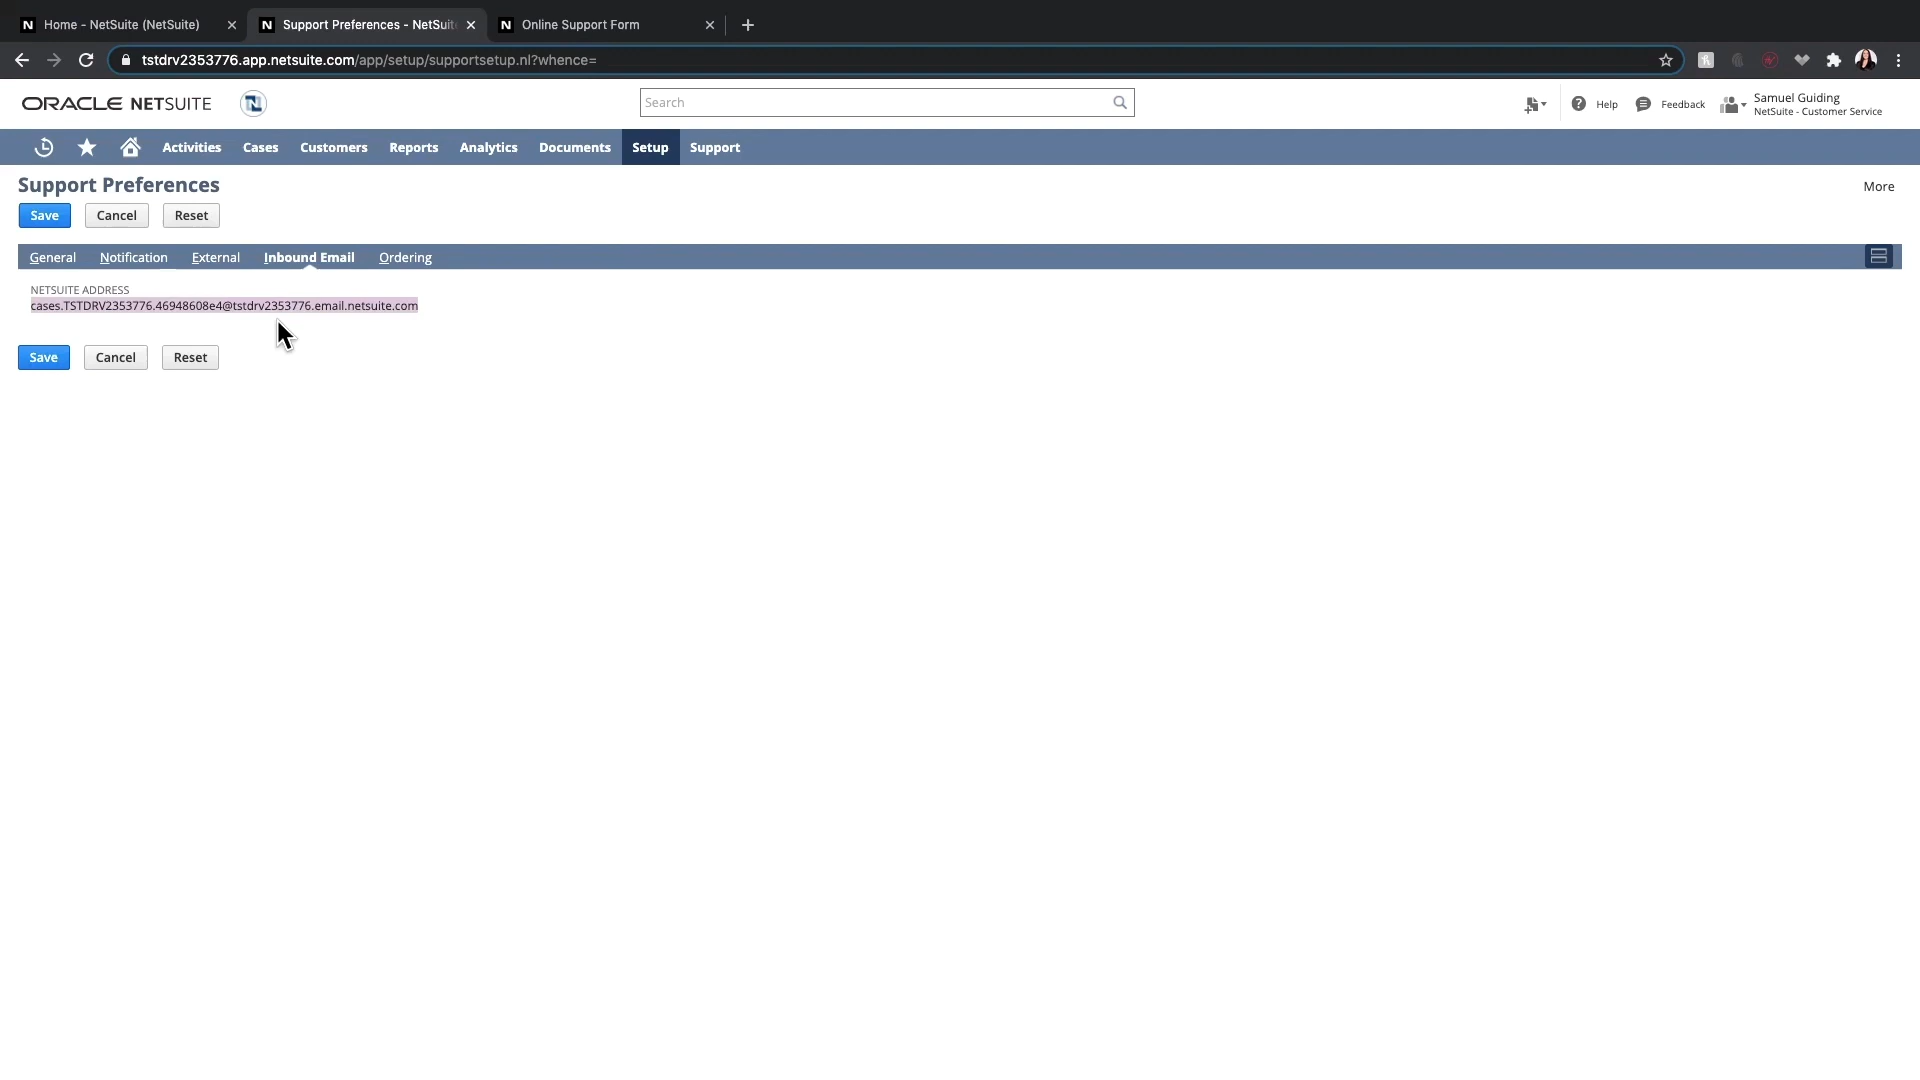 Home - NetSuite (NetSuite)
Support Preferences - NetSuite
Online Support Form
tstdrv2353776.app.netsuite.com/app/setup/supportsetup.nl?whence=
ORACLE NETSUITE
Search
Help
Feedback
Samuel Guiding
NetSuite - Customer Service
Activities
Cases
Customers
Reports
Analytics
Documents
Setup
Support
Support Preferences
More
Save
Cancel
Reset
General
Notification
External
Inbound Email
Ordering
NETSUITE ADDRESS
cases.TSTDRV2353776.46948608e4@tstdrv2353776.email.netsuite.com
Save
Cancel
Reset